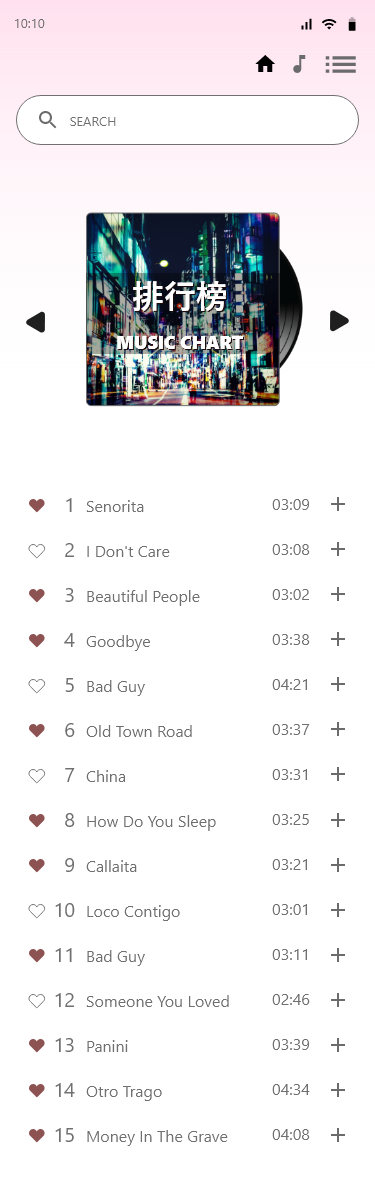 10:10
SEARCH
排行榜
MUSIC CHART
1 Senorita 03:09
2 I Don't Care 03:08
3 Beautiful People 03:02
4 Goodbye 03:38
5 Bad Guy 04:21
6 Old Town Road 03:37
7 China 03:31
8 How Do You Sleep 03:25
9 Callaita 03:21
10 Loco Contigo 03:01
11 Bad Guy 03:11
12 Someone You Loved 02:46
13 Panini 03:39
14 Otro Trago 04:34
15 Money In The Grave 04:08